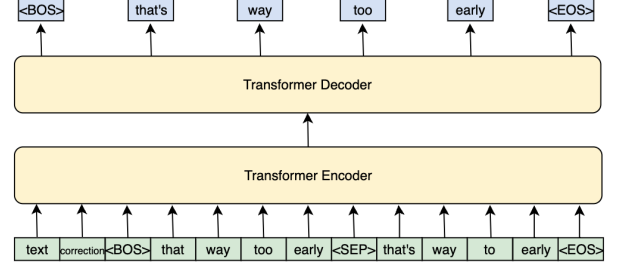 <BOS> that's way too early <EOS>
Transformer Decoder
Transformer Encoder
text correction <BOS> that way too early <SEP> that's way to early <EOS>